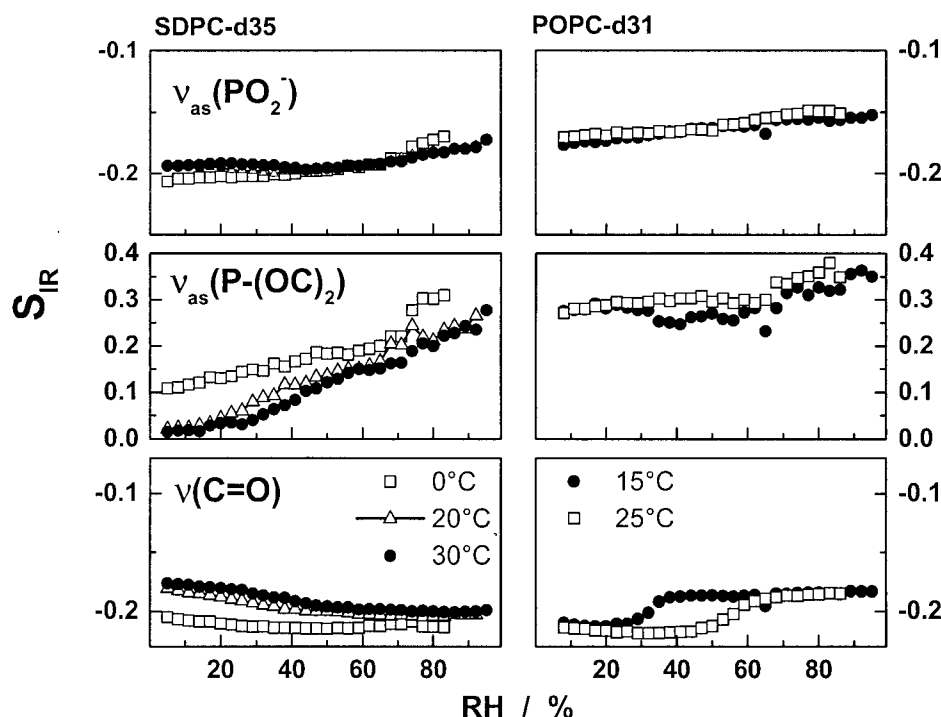 SDPC-d35 POPC-d31
-0.1 -0.1
ν_as(PO₂⁻)
-0.2 -0.2
0.4 0.4
ν_as(P-(OC)₂)
0.3 0.3
0.2 0.2
0.1 0.1
0.0 0.0
S_IR
ν(C=O)
-0.1 -0.1
0°C
20°C
30°C
15°C
25°C
-0.2 -0.2
20 40 60 80 20 40 60 80
RH / %